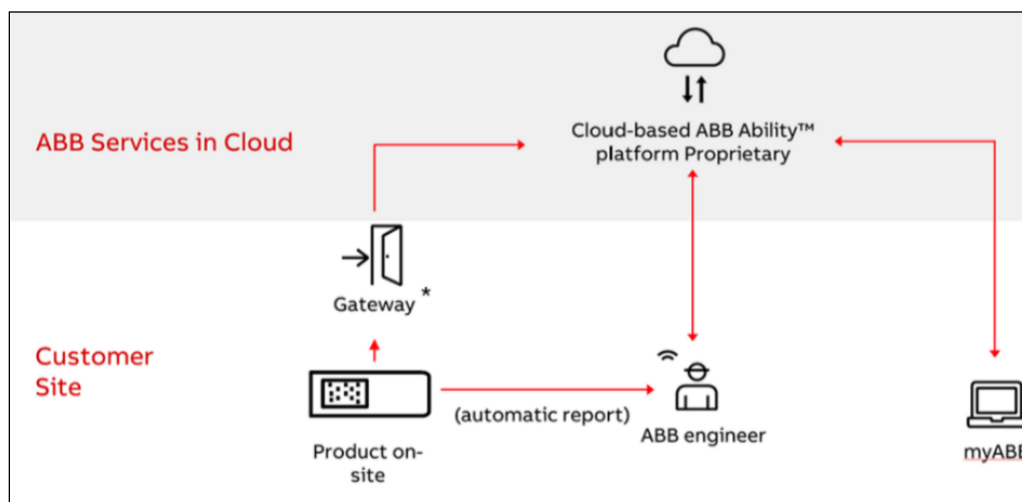 ABB Services in Cloud
Cloud-based ABB Ability™
platform Proprietary
Gateway *
Customer
Site
(automatic report)
Product on-
site
ABB engineer
myABB